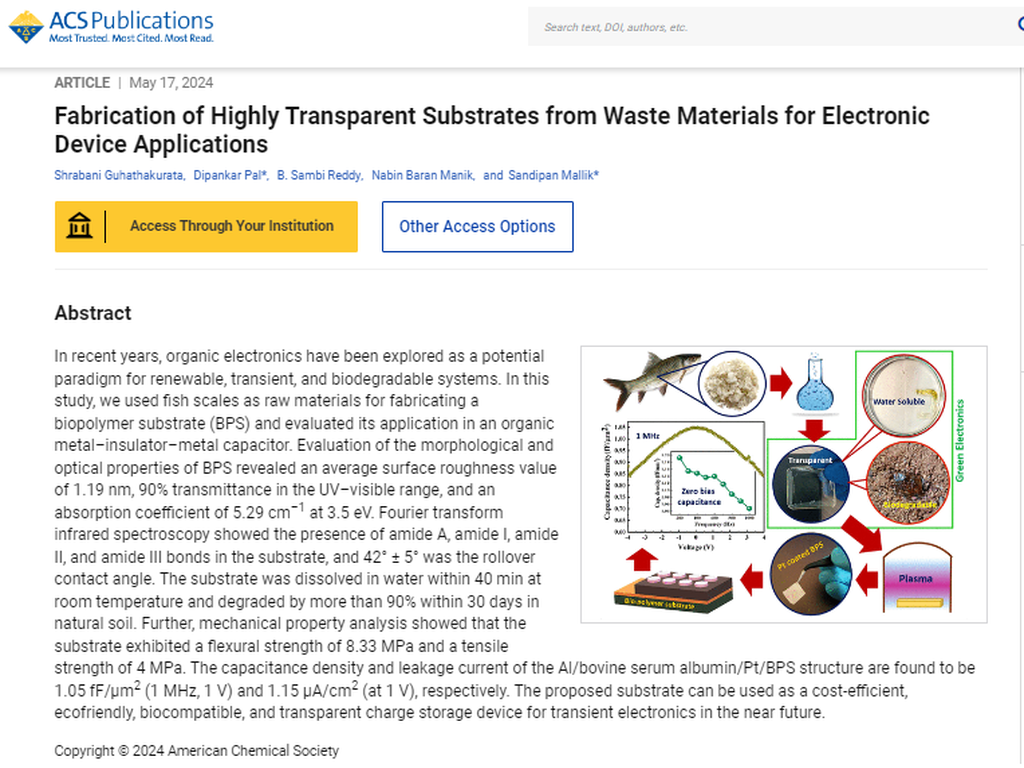 ACS Publications
Most Trusted. Most Cited. Most Read.
Search text, DOI, authors, etc.
ARTICLE | May 17, 2024
Fabrication of Highly Transparent Substrates from Waste Materials for Electronic
Device Applications
Shrabani Guhathakurata, Dipankar Pal*, B. Sambi Reddy, Nabin Baran Manik, and Sandipan Mallik*
Access Through Your Institution
Other Access Options
Abstract
In recent years, organic electronics have been explored as a potential
paradigm for renewable, transient, and biodegradable systems. In this
study, we used fish scales as raw materials for fabricating a
biopolymer substrate (BPS) and evaluated its application in an organic
metal−insulator−metal capacitor. Evaluation of the morphological and
optical properties of BPS revealed an average surface roughness value
of 1.19 nm, 90% transmittance in the UV−visible range, and an
absorption coefficient of 5.29 cm⁻¹ at 3.5 eV. Fourier transform
infrared spectroscopy showed the presence of amide A, amide I, amide
II, and amide III bonds in the substrate, and 42° ± 5° was the rollover
contact angle. The substrate was dissolved in water within 40 min at
room temperature and degraded by more than 90% within 30 days in
natural soil. Further, mechanical property analysis showed that the
substrate exhibited a flexural strength of 8.33 MPa and a tensile
strength of 4 MPa. The capacitance density and leakage current of the Al/bovine serum albumin/Pt/BPS structure are found to be
1.05 fF/μm² (1 MHz, 1 V) and 1.15 μA/cm² (at 1 V), respectively. The proposed substrate can be used as a cost-efficient,
ecofriendly, biocompatible, and transparent charge storage device for transient electronics in the near future.
Water Soluble
Transparent
Biodegradable
Green Electronics
1 MHz
Zero bias
capacitance
Frequency (Hz)
Capacitance density (fF/μm²)
-4 -3 -2 -1 0 1 2 3 4
Voltage (V)
Pt coated BPS
Plasma
Bio-polymer substrate
Copyright © 2024 American Chemical Society